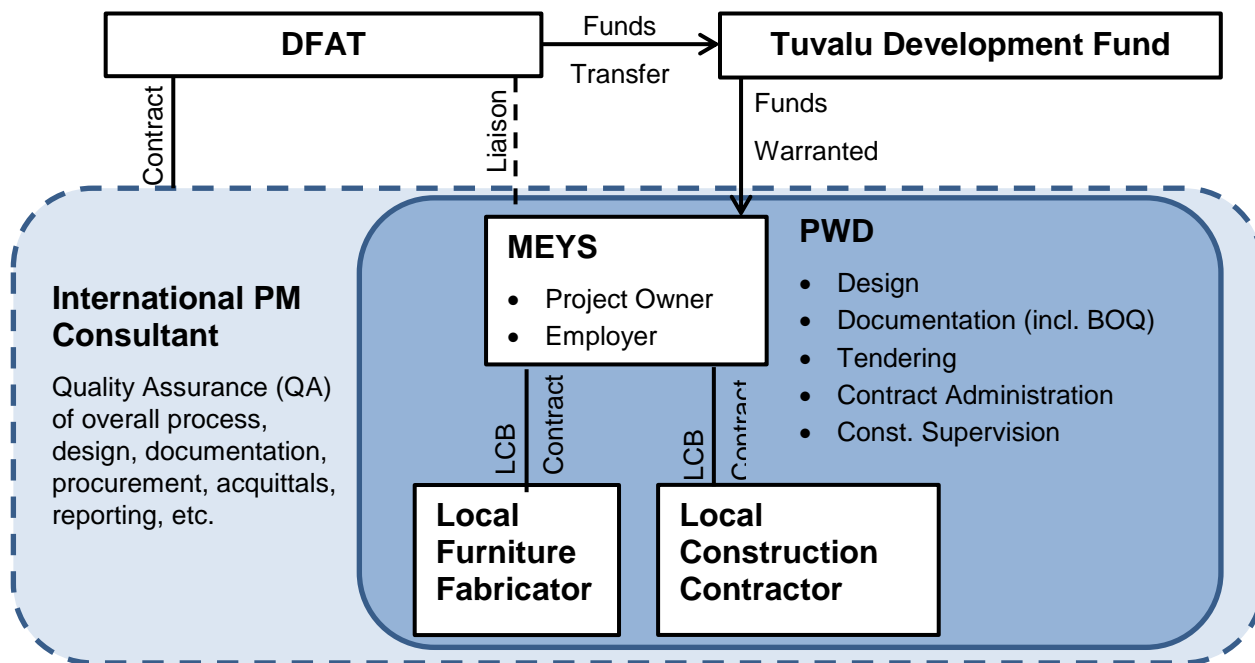 DFAT
Funds
Transfer
Tuvalu Development Fund
Contract
Liaison
Funds
Warranted
International PM
Consultant
Quality Assurance (QA)
of overall process,
design, documentation,
procurement, acquittals,
reporting, etc.
MEYS
• Project Owner
• Employer
PWD
• Design
• Documentation (incl. BOQ)
• Tendering
• Contract Administration
• Const. Supervision
LCB
Contract
LCB
Contract
Local
Furniture
Fabricator
Local
Construction
Contractor